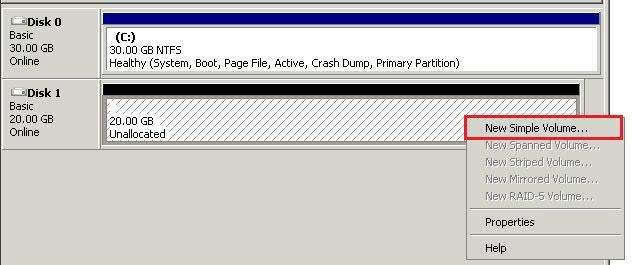 Disk 0
Basic
30.00 GB
Online
(C:)
30.00 GB NTFS
Healthy (System, Boot, Page File, Active, Crash Dump, Primary Partition)
Disk 1
Basic
20.00 GB
Online
20.00 GB
Unallocated
New Simple Volume...
New Spanned Volume...
New Striped Volume...
New Mirrored Volume...
New RAID-5 Volume...
Properties
Help